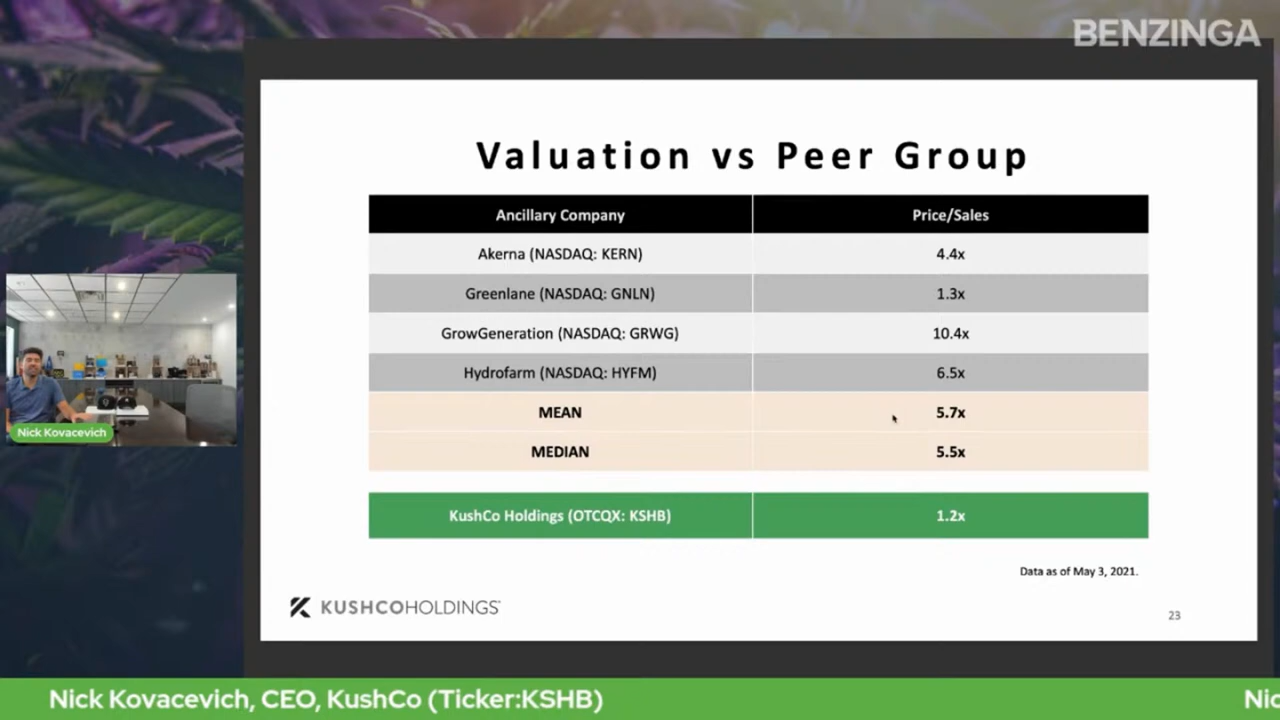 BENZINGA
Valuation vs Peer Group
Ancillary Company Price/Sales
Akerna (NASDAQ: KERN) 4.4x
Greenlane (NASDAQ: GNLN) 1.3x
GrowGeneration (NASDAQ: GRWG) 10.4x
Hydrofarm (NASDAQ: HYFM) 6.5x
MEAN 5.7x
MEDIAN 5.5x
KushCo Holdings (OTCQX: KSHB) 1.2x
Data as of May 3, 2021.
KUSHCOHOLDINGS
23
Nick Kovacevich
Nick Kovacevich, CEO, KushCo (Ticker:KSHB) Nic